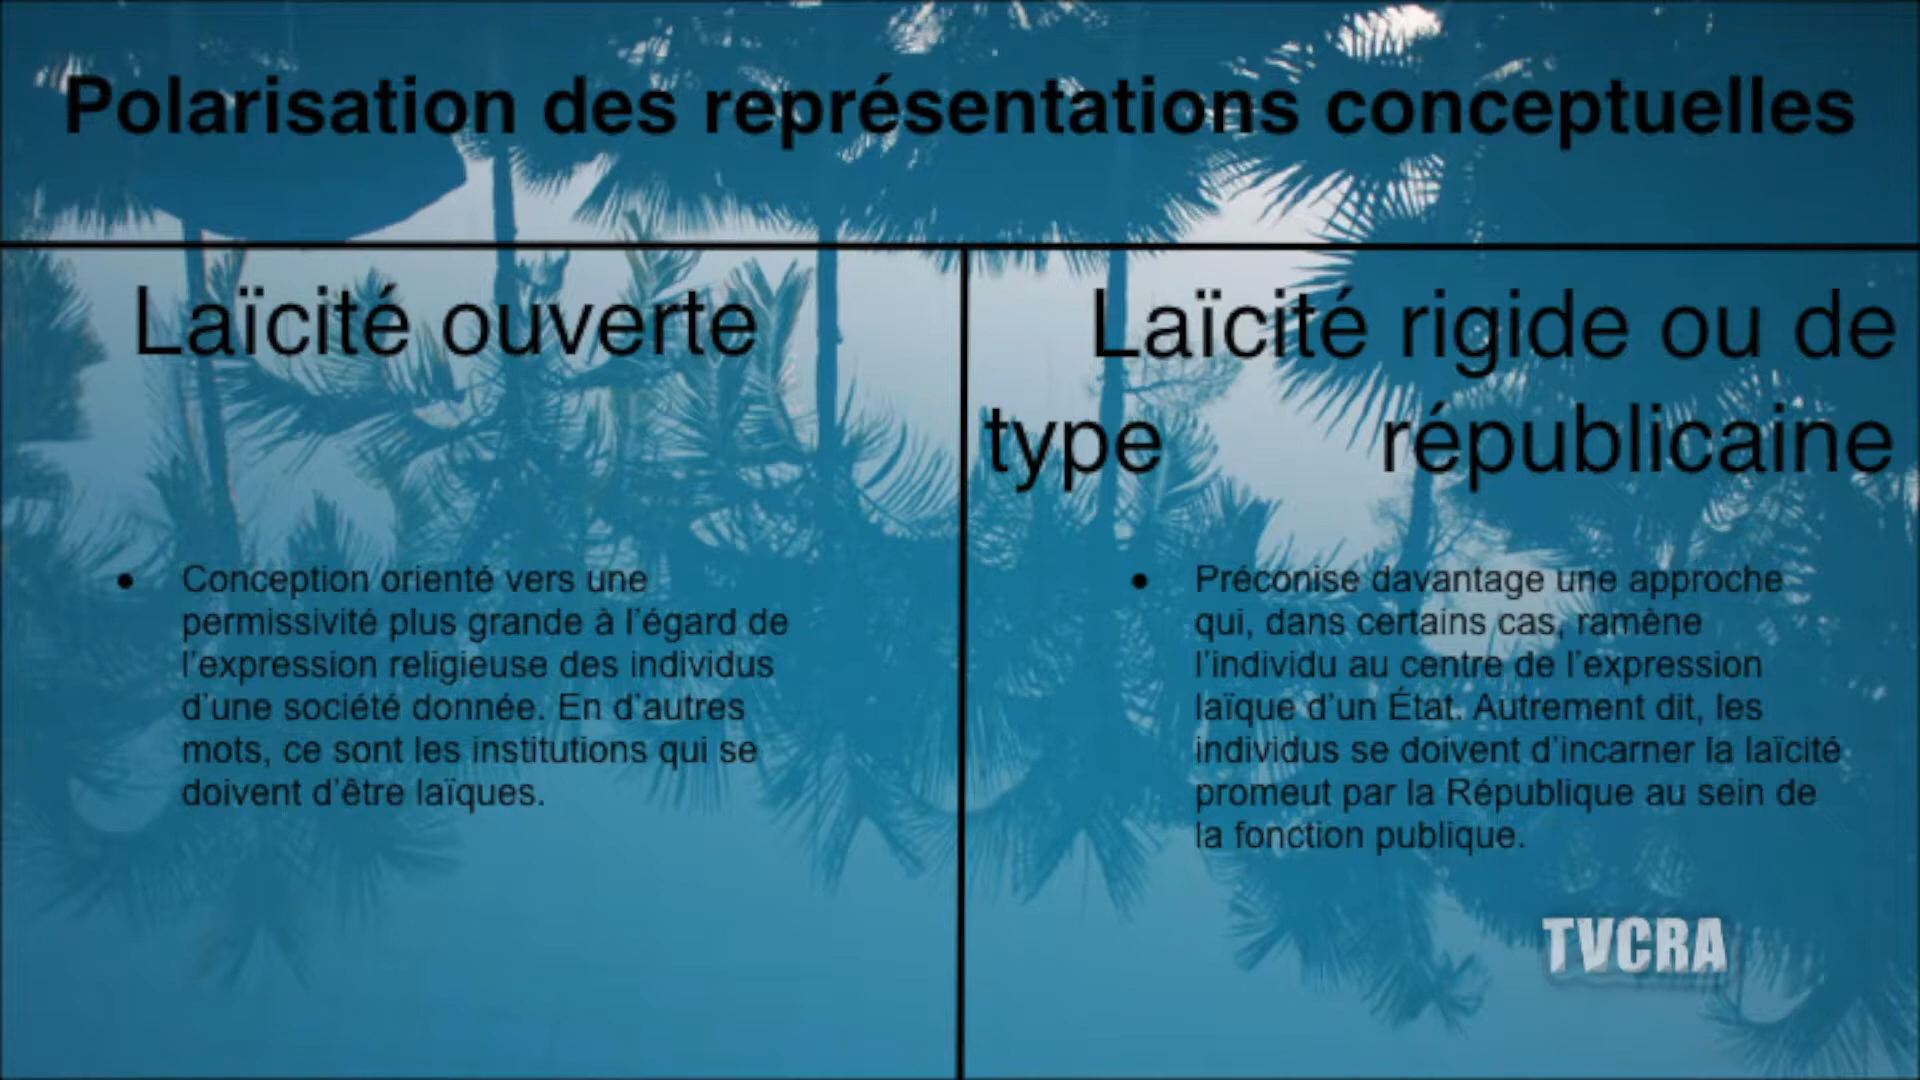 Polarisation des représentations conceptuelles
Laïcité ouverte
Conception orienté vers une
permissivité plus grande à l'égard de
l'expression religieuse des individus
d'une société donnée. En d'autres
mots, ce sont les institutions qui se
doivent d'être laïques.
Laïcité rigide ou de
type républicaine
Préconise davantage une approche
qui, dans certains cas, ramène
l'individu au centre de l'expression
laïque d'un État. Autrement dit, les
individus se doivent d'incarner la laïcité
promeut par la République au sein de
la fonction publique.
TVCRA